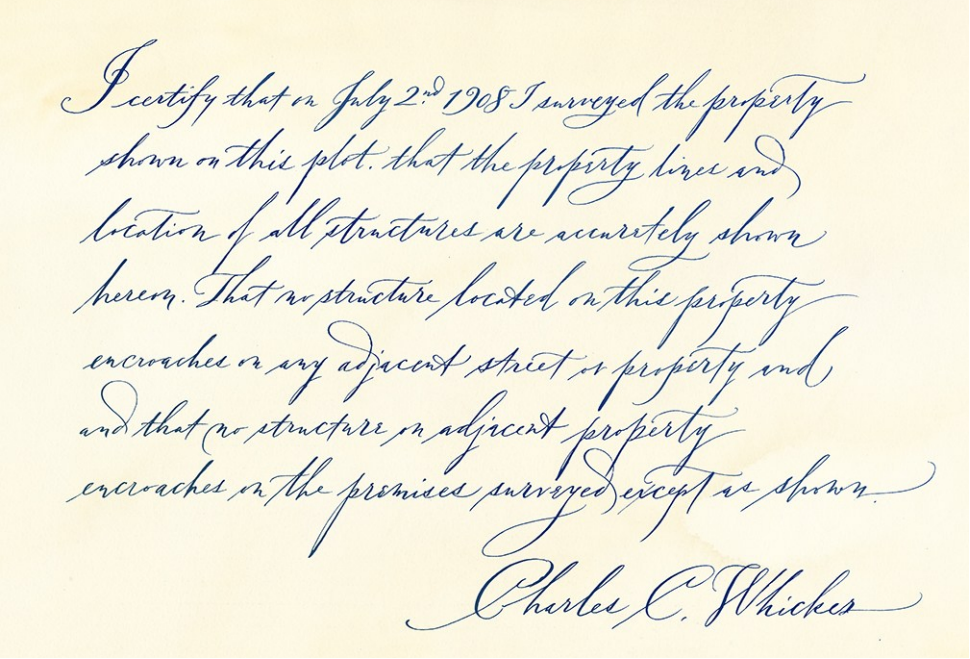 I certify that on July 2nd 1908 I surveyed the property
shown on this plot. that the property lines and
location of all structures are accurately shown
hereon. That no structure located on this property
encroaches on any adjacent street or property and
and that no structure on adjacent property
encroaches on the premises surveyed except as shown.
Charles C. Whicker